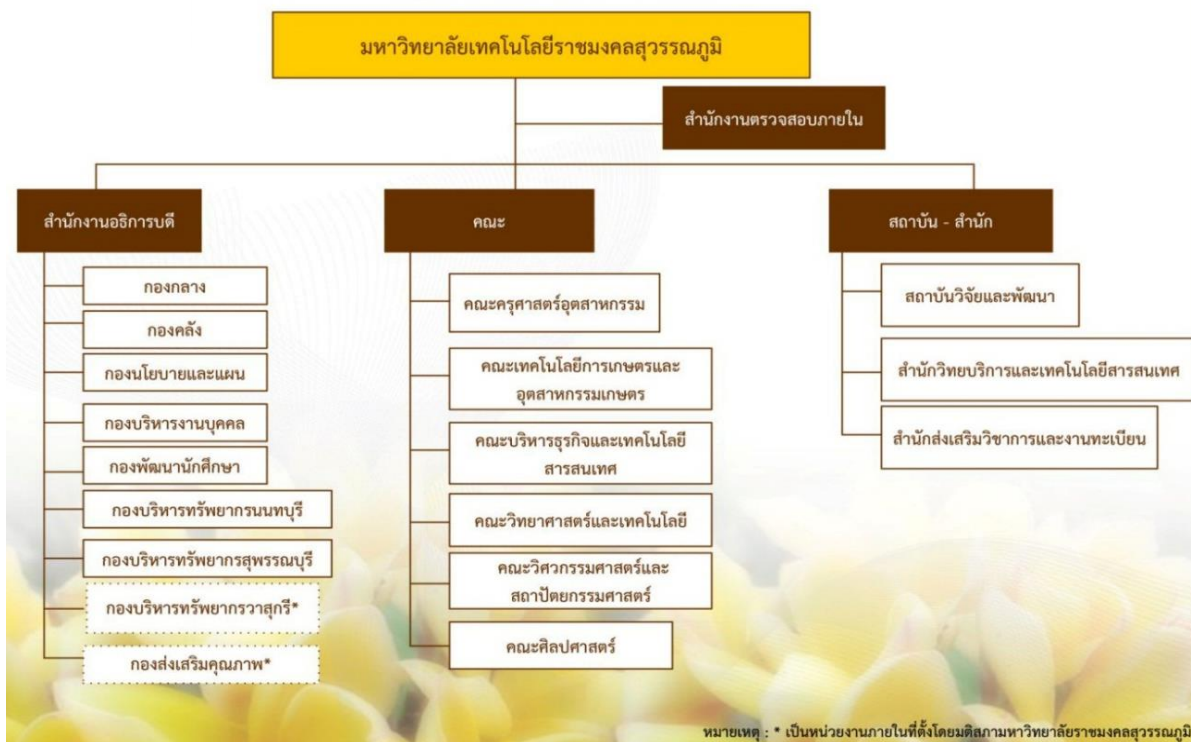 มหาวิทยาลัยเทคโนโลยีราชมงคลสุวรรณภูมิ
สำนักงานตรวจสอบภายใน
สำนักงานอธิการบดี
กองกลาง
กองคลัง
กองนโยบายและแผน
กองบริหารงานบุคคล
กองพัฒนานักศึกษา
กองบริหารทรัพยากรนนทบุรี
กองบริหารทรัพยากรสุพรรณบุรี
กองบริหารทรัพยากรวาสุกรี*
กองส่งเสริมคุณภาพ*
คณะ
คณะครุศาสตร์อุตสาหกรรม
คณะเทคโนโลยีการเกษตรและ
อุตสาหกรรมเกษตร
คณะบริหารธุรกิจและเทคโนโลยี
สารสนเทศ
คณะวิทยาศาสตร์และเทคโนโลยี
คณะวิศวกรรมศาสตร์และ
สถาปัตยกรรมศาสตร์
คณะศิลปศาสตร์
สถาบัน - สำนัก
สถาบันวิจัยและพัฒนา
สำนักวิทยบริการและเทคโนโลยีสารสนเทศ
สำนักส่งเสริมวิชาการและงานทะเบียน
หมายเหตุ : * เป็นหน่วยงานภายในที่ตั้งโดยมติสภามหาวิทยาลัยราชมงคลสุวรรณภูมิ